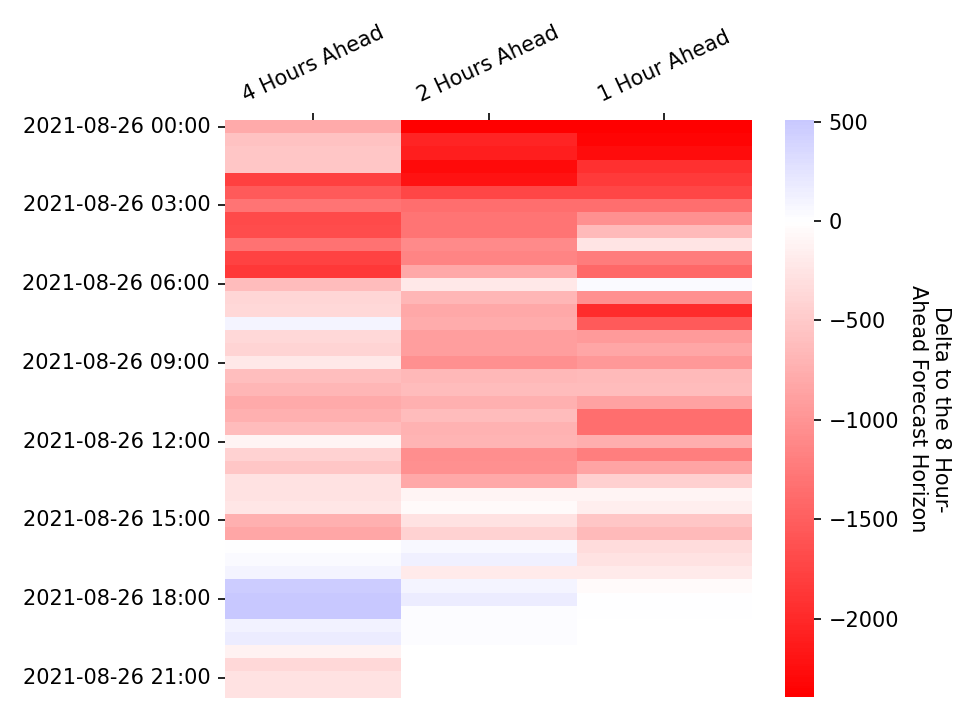 4 Hours Ahead
2 Hours Ahead
1 Hour Ahead
2021-08-26 00:00
2021-08-26 03:00
2021-08-26 06:00
2021-08-26 09:00
2021-08-26 12:00
2021-08-26 15:00
2021-08-26 18:00
2021-08-26 21:00
500
0
−500
−1000
−1500
−2000
Delta to the 8 Hour-
Ahead Forecast Horizon